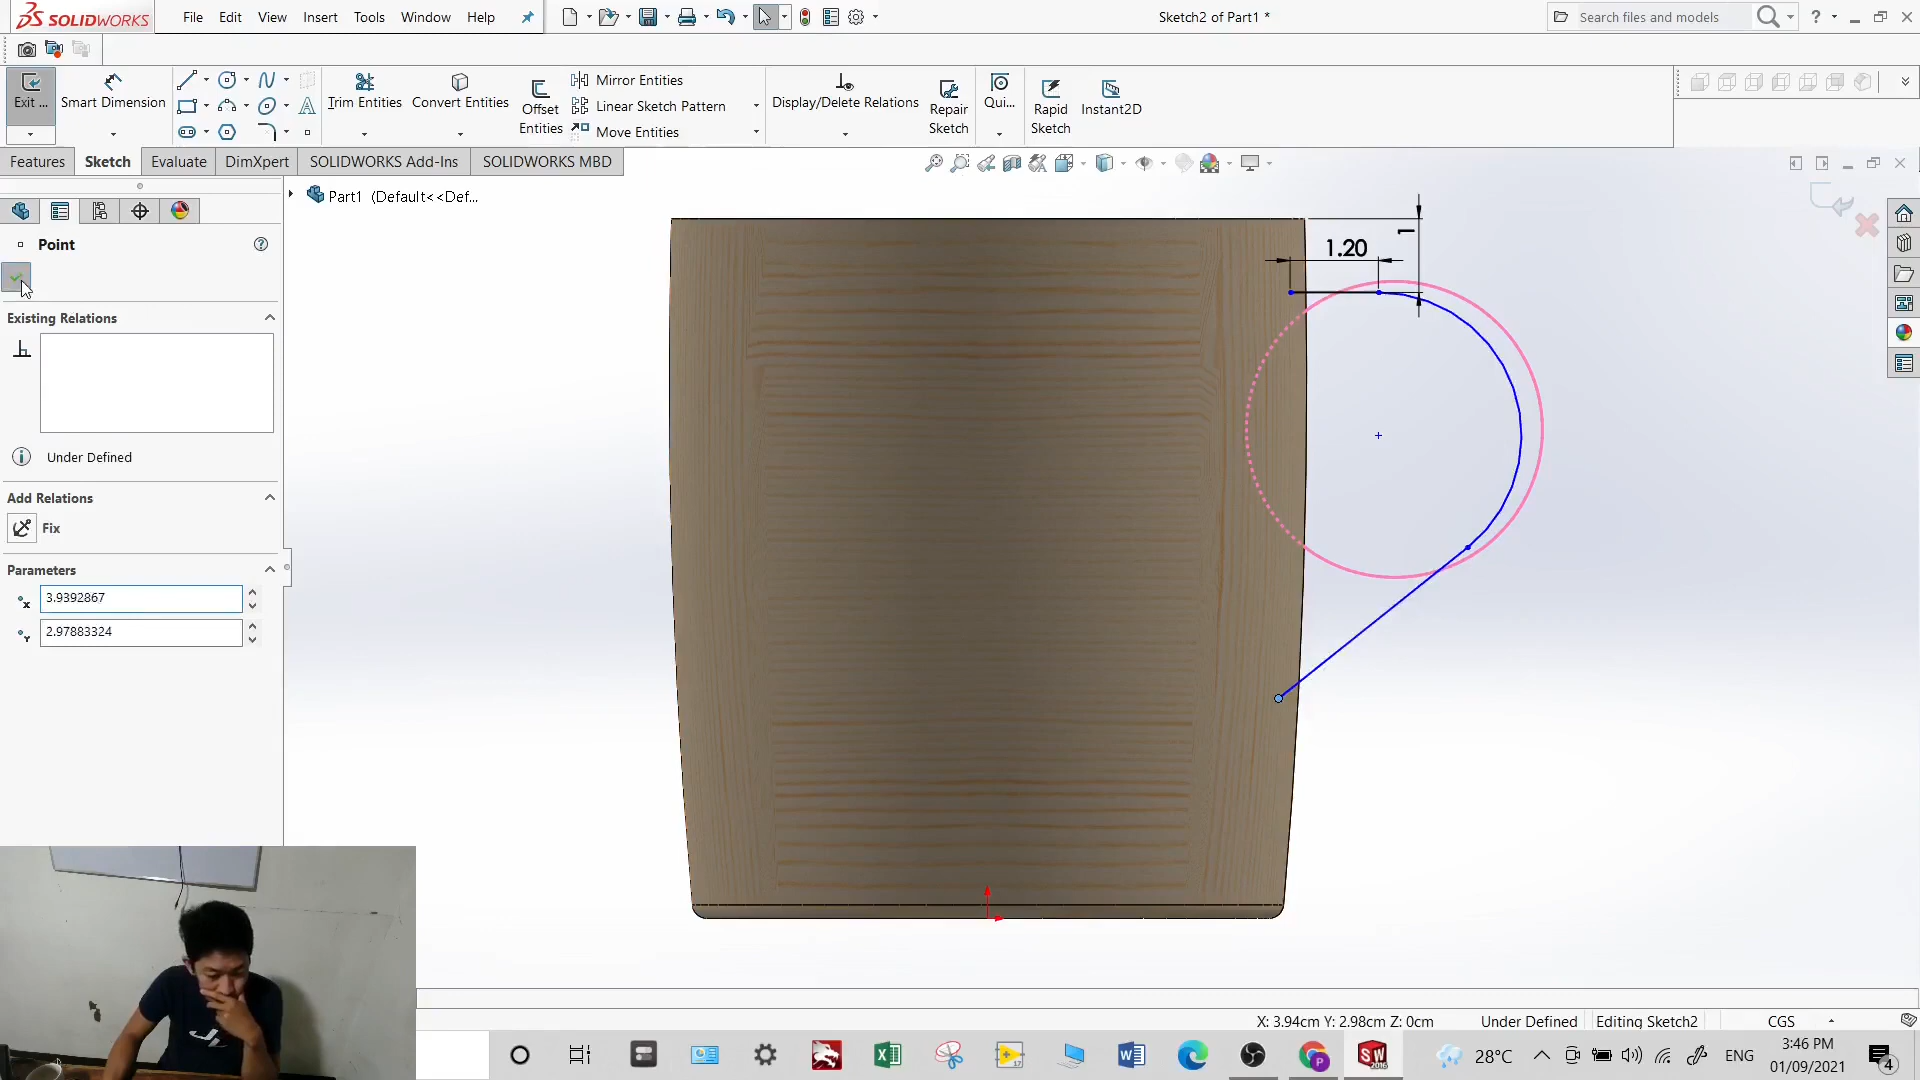 SOLIDWORKS
File Edit View Insert Tools Window Help
Sketch2 of Part1 *
Search files and models
?
Exit ...
Smart Dimension
Trim Entities
Convert Entities
Offset Entities
Mirror Entities
Linear Sketch Pattern
Move Entities
Display/Delete Relations
Repair Sketch
Qui...
Rapid Sketch
Instant2D
Features Sketch Evaluate DimXpert SOLIDWORKS Add-Ins SOLIDWORKS MBD
Part1 (Default<<Def...
Point
Existing Relations
Under Defined
Add Relations
Fix
Parameters
3.9392867
2.97883324
1.20
1
X: 3.94cm Y: 2.98cm Z: 0cm Under Defined Editing Sketch2 CGS
28°C ENG
3:46 PM
01/09/2021
4